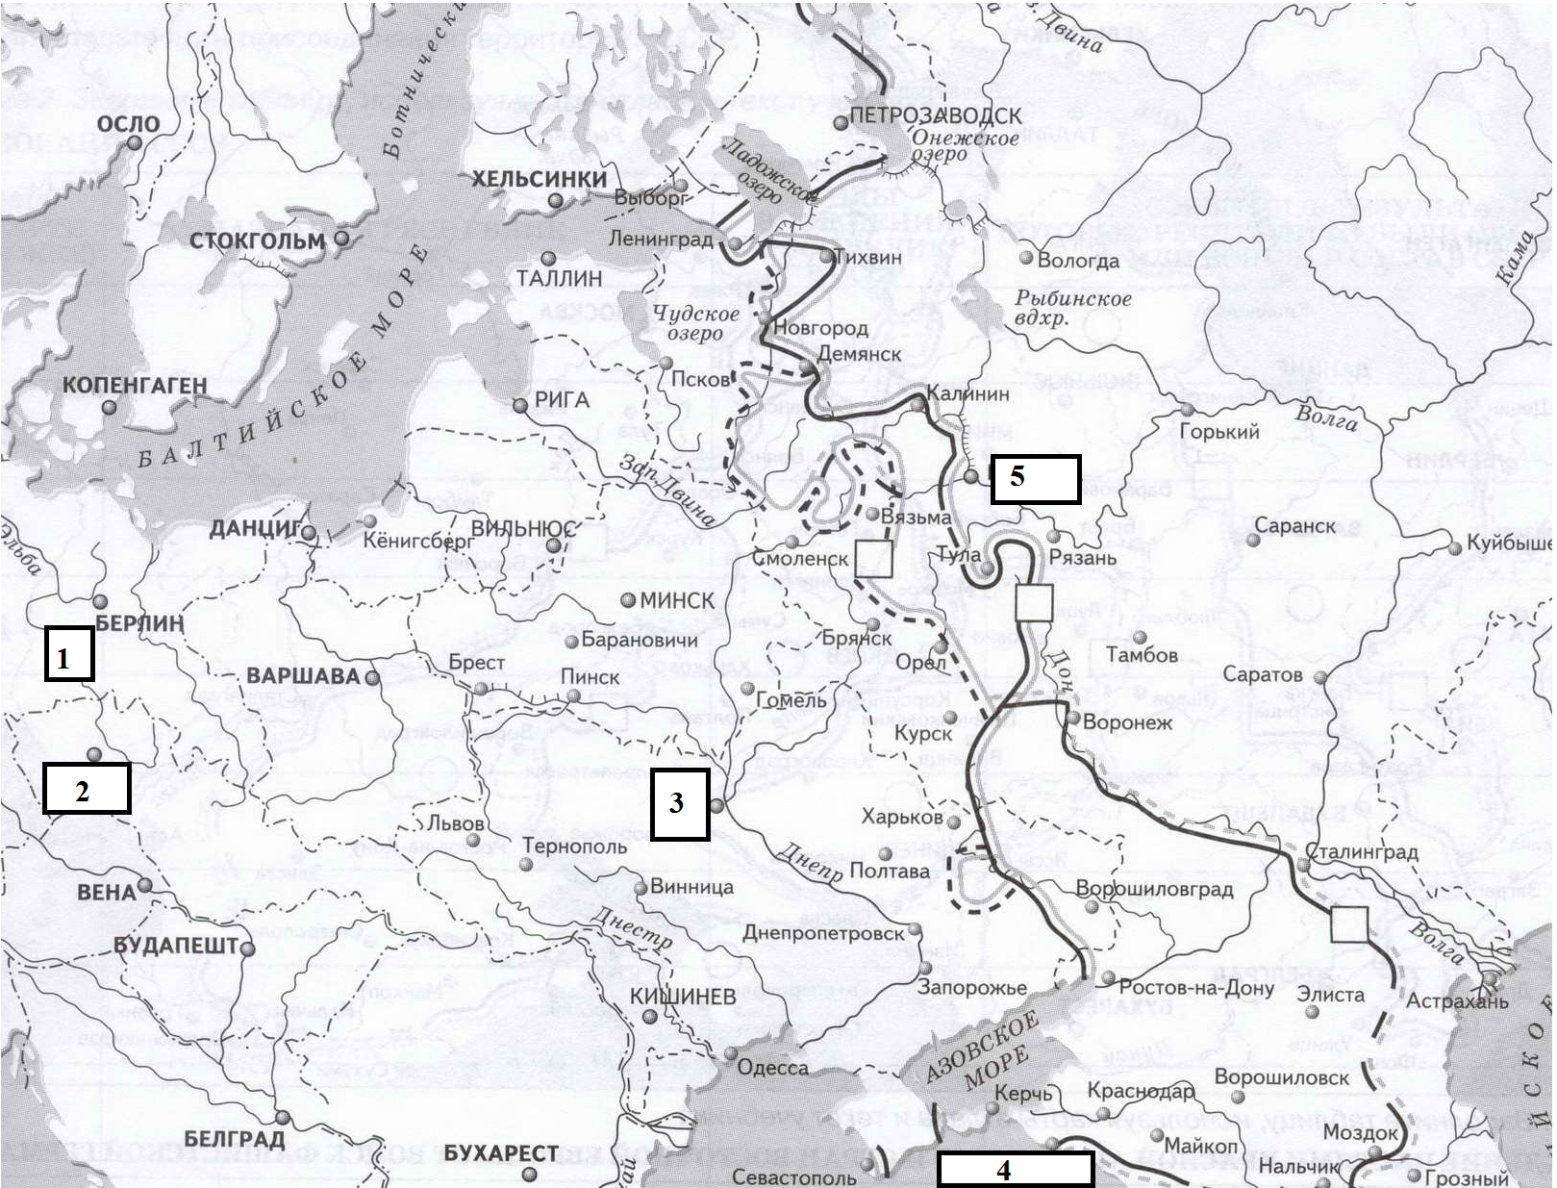 Ботнически
з. Двина
ОСЛО
ПЕТРОЗАВОДСК
Онежское
озеро
Ладожское
озеро
ХЕЛЬСИНКИ
Выборг
СТОКГОЛЬМ
Ленинград
Тихвин
Вологда
Кама
ТАЛЛИН
Рыбинское
вдхр.
Чудское
озеро
Новгород
Демянск
КОПЕНГАГЕН
Псков
РИГА
Калинин
Горький
Волга
БАЛТИЙСКОЕ МОРЕ
Зап. Двина
5
ДАНЦИГ
Кёнигсберг
ВИЛЬНЮС
Вязьма
Саранск
Куйбыше
Эльба
Смоленск
Тула
Рязань
БЕРЛИН
МИНСК
Барановичи
Брянск
Орел
Тамбов
1
ВАРШАВА
Брест
Пинск
Гомель
Дон
Саратов
Курск
Воронеж
2
3
Львов
Харьков
Тернополь
Днепр
Полтава
Сталинград
ВЕНА
Винница
Ворошиловград
БУДАПЕШТ
Днестр
Днепропетровск
Волга
КИШИНЕВ
Запорожье
Ростов-на-Дону
Элиста
Астрахань
Одесса
АЗОВСКОЕ
МОРЕ
Керчь
Краснодар
Ворошиловск
ЙСКОЕ
БЕЛГРАД
Майкоп
Моздок
БУХАРЕСТ
Севастополь
4
Нальчик
Грозный
ай